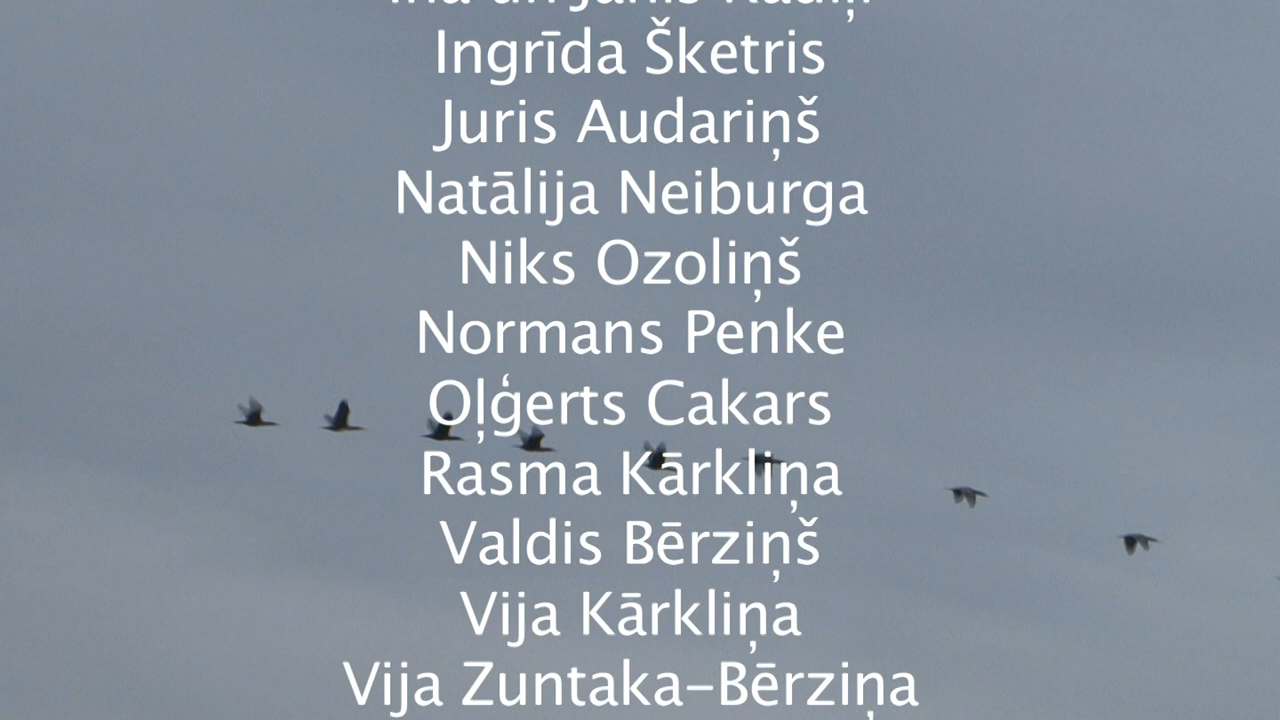 Ingrīda Šketris
Juris Audariņš
Natālija Neiburga
Niks Ozoliņš
Normans Penke
Oļģerts Cakars
Rasma Kārkliņa
Valdis Bērziņš
Vija Kārkliņa
Vija Zuntaka-Bērziņa